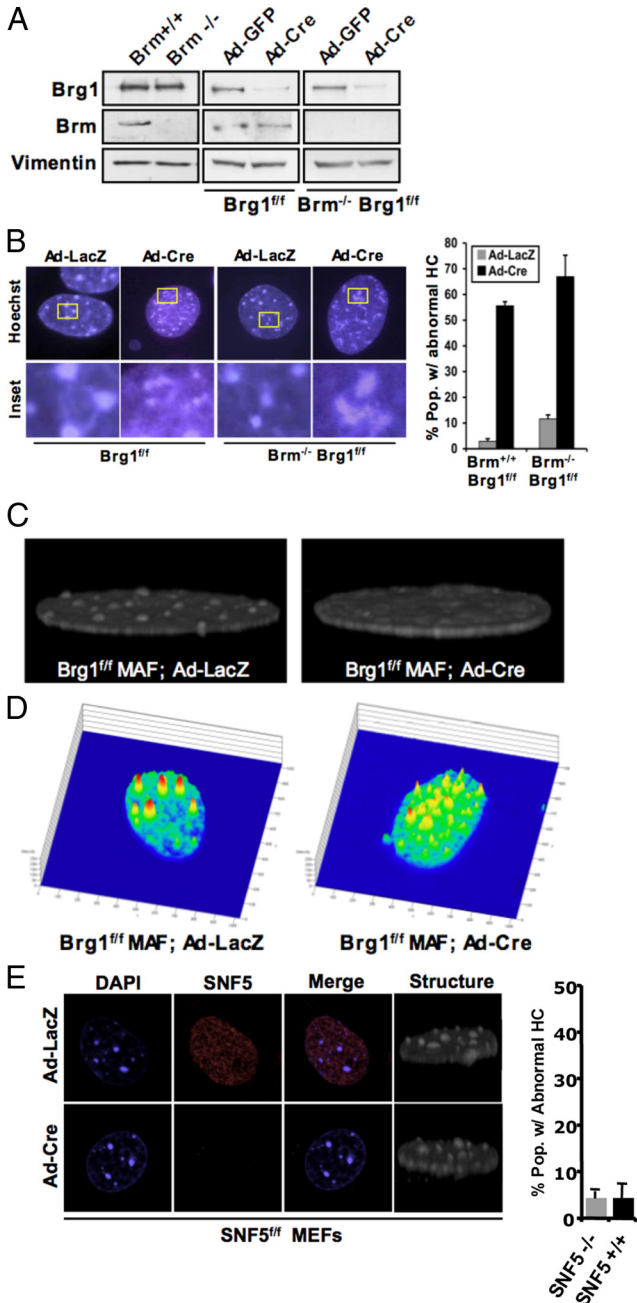 A
Brm+/+
Brm -/-
Ad-GFP
Ad-Cre
Ad-GFP
Ad-Cre
Brg1
Brm
Vimentin
Brg1f/f
Brm-/- Brg1f/f
B
Ad-LacZ
Ad-Cre
Ad-LacZ
Ad-Cre
Hoechst
Inset
Brg1f/f
Brm-/- Brg1f/f
% Pop. w/ abnormal HC
80
70
60
50
40
30
20
10
0
Ad-LacZ
Ad-Cre
Brm+/+
Brg1f/f
Brm-/-
Brg1f/f
C
Brg1f/f MAF; Ad-LacZ
Brg1f/f MAF; Ad-Cre
D
Brg1f/f MAF; Ad-LacZ
Brg1f/f MAF; Ad-Cre
E
DAPI
SNF5
Merge
Structure
Ad-LacZ
Ad-Cre
SNF5f/f MEFs
% Pop. w/ Abnormal HC
50
40
30
20
10
0
SNF5 -/-
SNF5 +/+